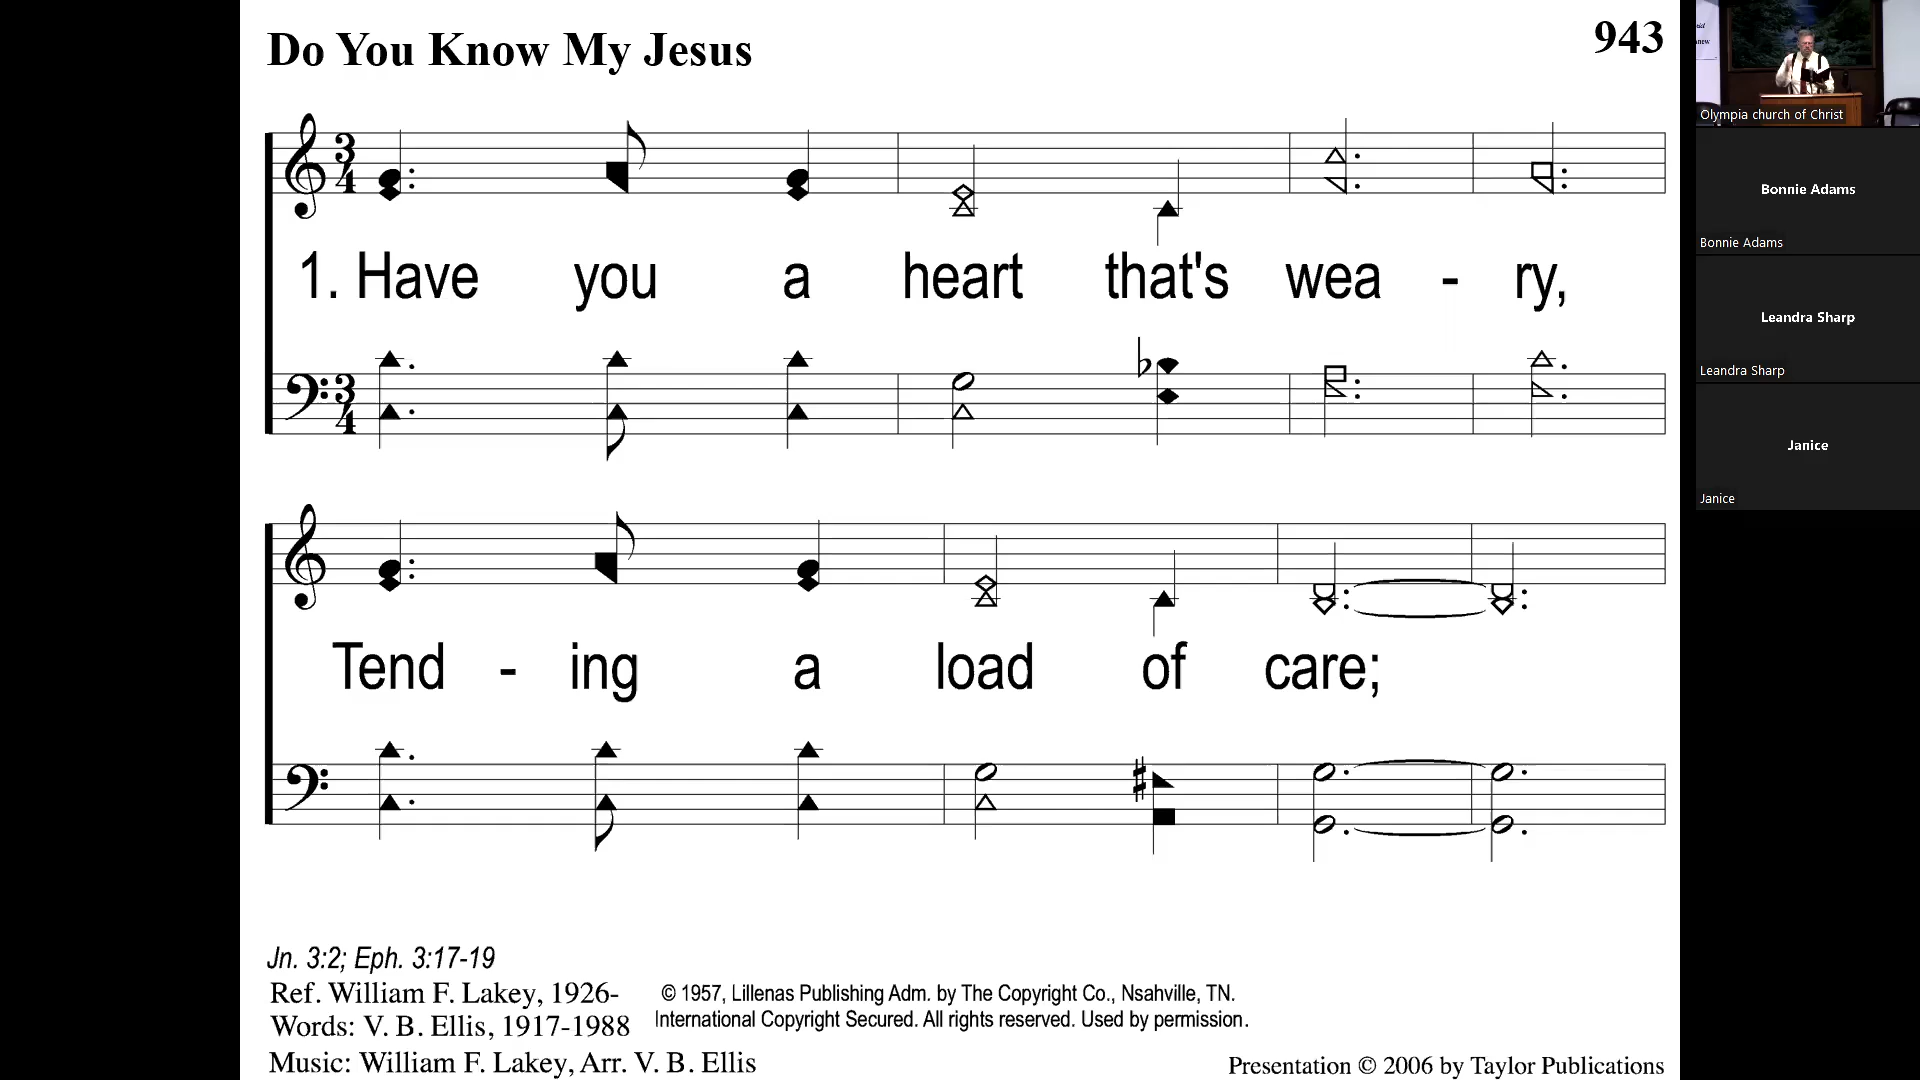 Do You Know My Jesus
943
3
4
1. Have you a heart that's wea - ry,
3
4
Tend - ing a load of care;
Jn. 3:2; Eph. 3:17-19
Ref. William F. Lakey, 1926-
Words: V. B. Ellis, 1917-1988
Music: William F. Lakey, Arr. V. B. Ellis
© 1957, Lillenas Publishing Adm. by The Copyright Co., Nsahville, TN.
International Copyright Secured. All rights reserved. Used by permission.
Presentation © 2006 by Taylor Publications
Olympia church of Christ
Bonnie Adams
Bonnie Adams
Leandra Sharp
Leandra Sharp
Janice
Janice